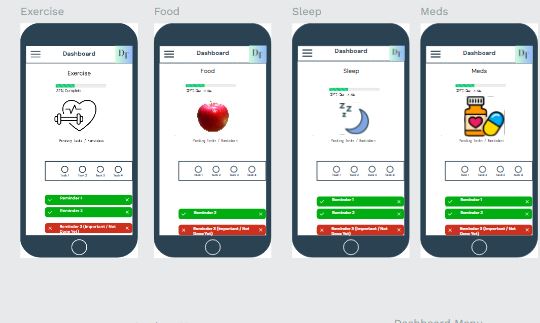 Exercise
Food
Sleep
Meds
Dashboard
DT
Exercise
Pending Tasks / Reminders
Task 1 Task 2 Task 3 Task 4
Reminder 1
Reminder 2
Reminder 3 (Important / Not
Done Yet)
Dashboard
DT
Food
Pending Tasks / Reminders
Task 1 Task 2 Task 3 Task 4
Reminder 2
Reminder 3 (Important / Not
Done Yet)
Dashboard
DT
Sleep
Pending Tasks / Reminders
Task 1 Task 2 Task 3 Task 4
Reminder 1
Reminder 2
Reminder 3 (Important / Not
Done Yet)
Dashboard
DT
Meds
Pending Tasks / Reminders
Task 1 Task 2 Task 3 Task 4
Reminder 1
Reminder 2
Reminder 3 (Important / Not
Done Yet)
Dashboard Menu